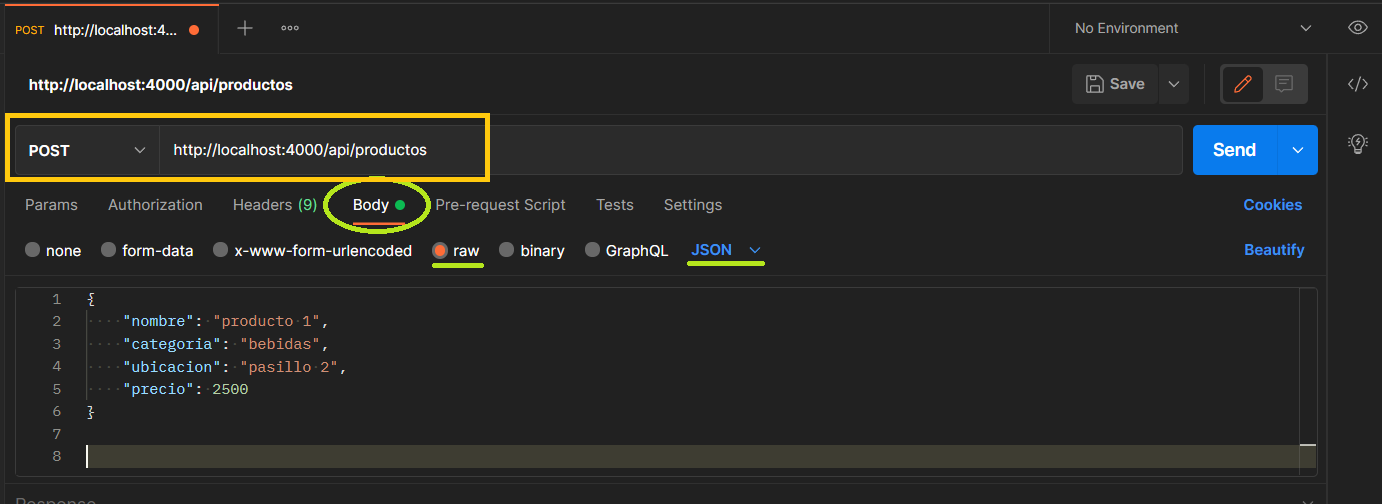 POST http://localhost:4... + ooo No Environment
http://localhost:4000/api/productos Save </>
POST http://localhost:4000/api/productos Send
Params Authorization Headers (9) Body Pre-request Script Tests Settings Cookies
none form-data x-www-form-urlencoded raw binary GraphQL JSON Beautify
1 {
2 ····"nombre":·"producto·1",
3 ····"categoria":·"bebidas",
4 ····"ubicacion":·"pasillo·2",
5 ····"precio":·2500
6 }
7
8
Response